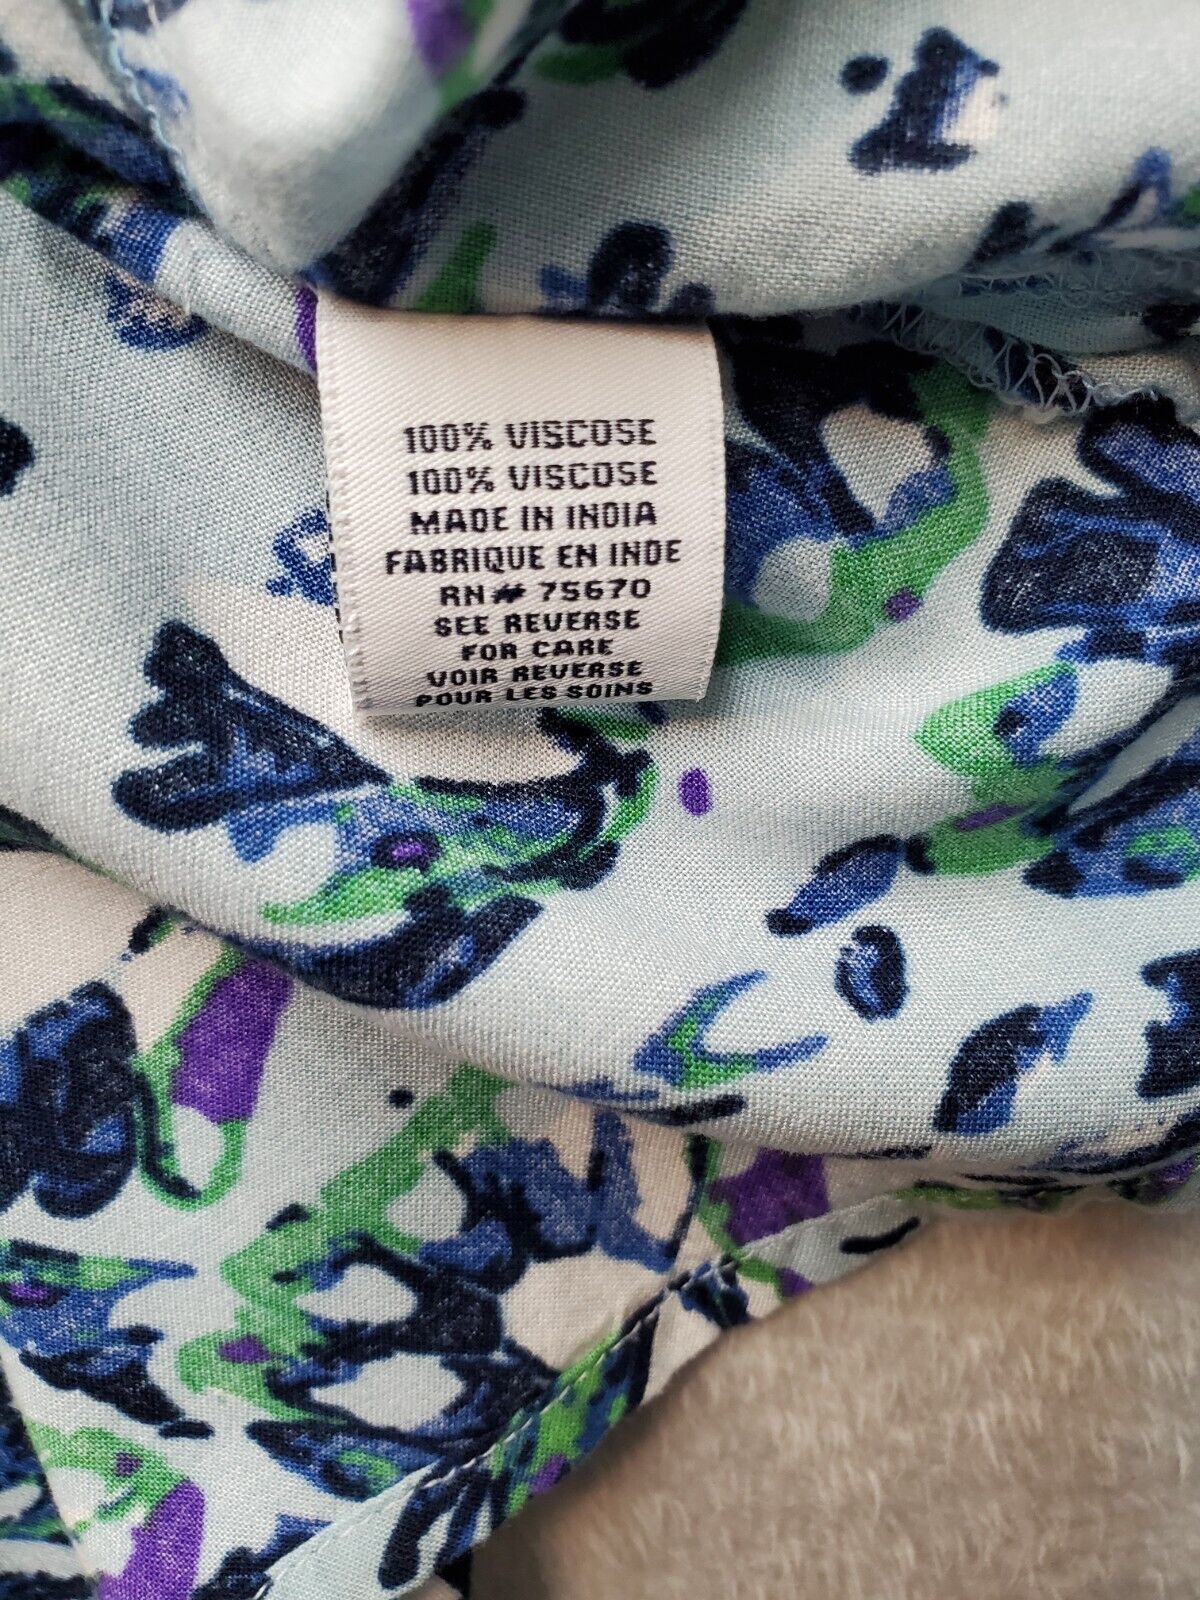 100% VISCOSE
100% VISCOSE
MADE IN INDIA
FABRIQUE EN INDE
RN# 75670
SEE REVERSE
FOR CARE
VOIR REVERSE
POUR LES SOINS